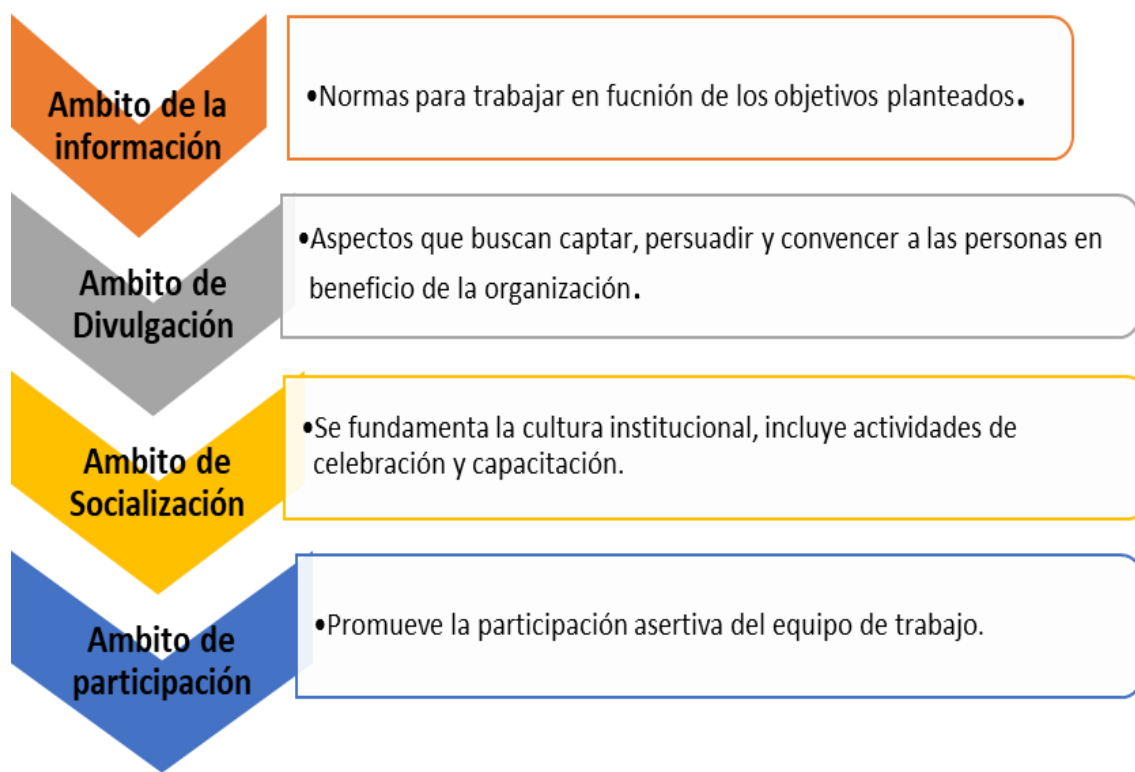 Ambito de la
información
•Normas para trabajar en fucnión de los objetivos planteados.
Ambito de
Divulgación
•Aspectos que buscan captar, persuadir y convencer a las personas en
beneficio de la organización.
Ambito de
Socialización
•Se fundamenta la cultura institucional, incluye actividades de
celebración y capacitación.
Ambito de
participación
•Promueve la participación asertiva del equipo de trabajo.